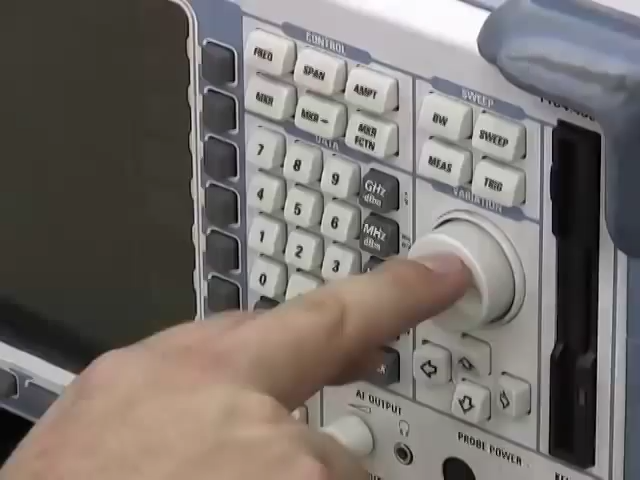 CONTROL
FREQ
SPAN
AMPT
MKR
MKR→
MKR
FCTN
SWEEP
BW
SWEEP
MEAS
TRIG
DATA
7
8
9
GHz
dBm
4
5
6
MHz
dBm
1
2
3
0
VARIATION
AF OUTPUT
PROBE POWER